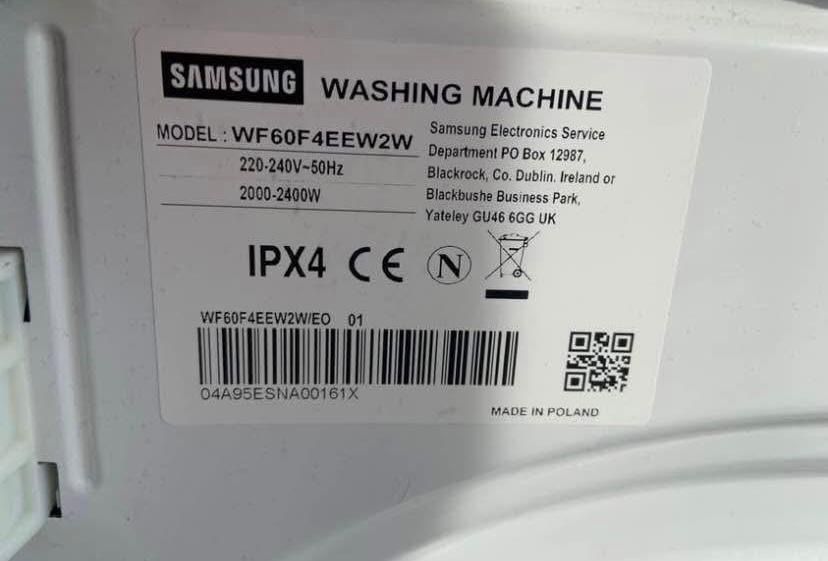 SAMSUNG WASHING MACHINE
MODEL : WF60F4EEW2W
220-240V~50Hz
2000-2400W
Samsung Electronics Service
Department PO Box 12987,
Blackrock, Co. Dublin. Ireland or
Blackbushe Business Park,
Yateley GU46 6GG UK
IPX4 CE N
WF60F4EEW2W/EO 01
04A95ESNA00161X
MADE IN POLAND